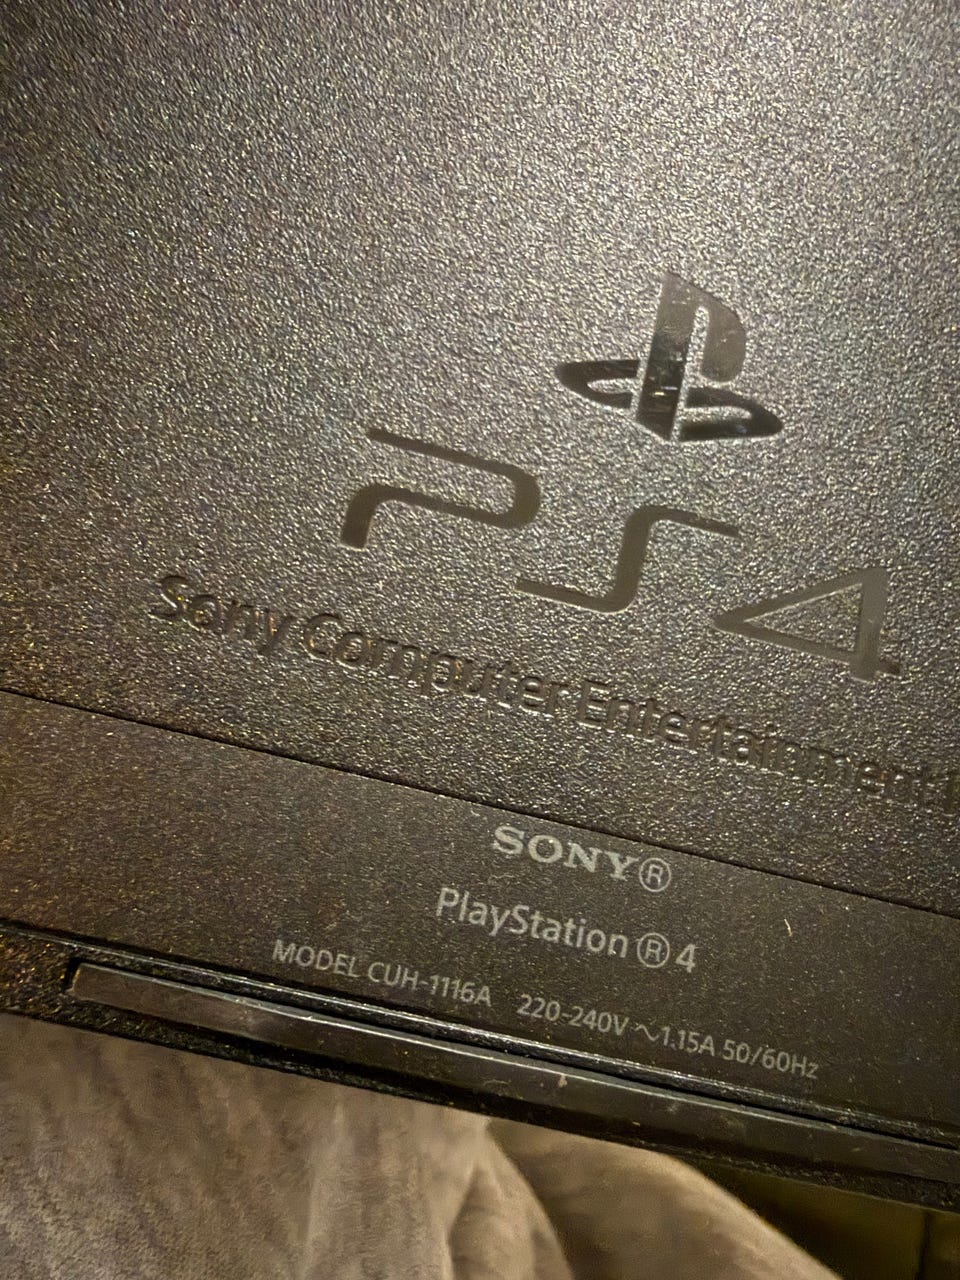 PS4
Sony Computer Entertainment
SONY®
PlayStation®4
MODEL CUH-1116A 220-240V ∿1.15A 50/60Hz